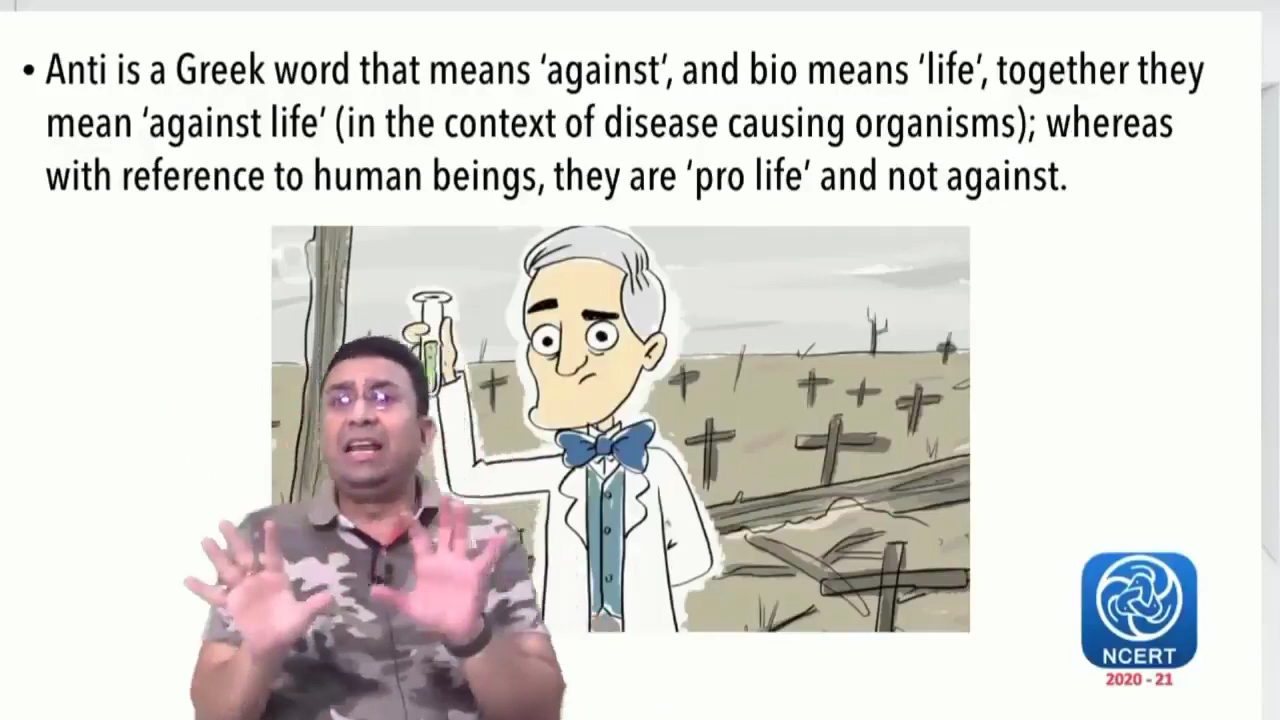 • Anti is a Greek word that means ‘against’, and bio means ‘life’, together they
mean ‘against life’ (in the context of disease causing organisms); whereas
with reference to human beings, they are ‘pro life’ and not against.
NCERT
2020 - 21